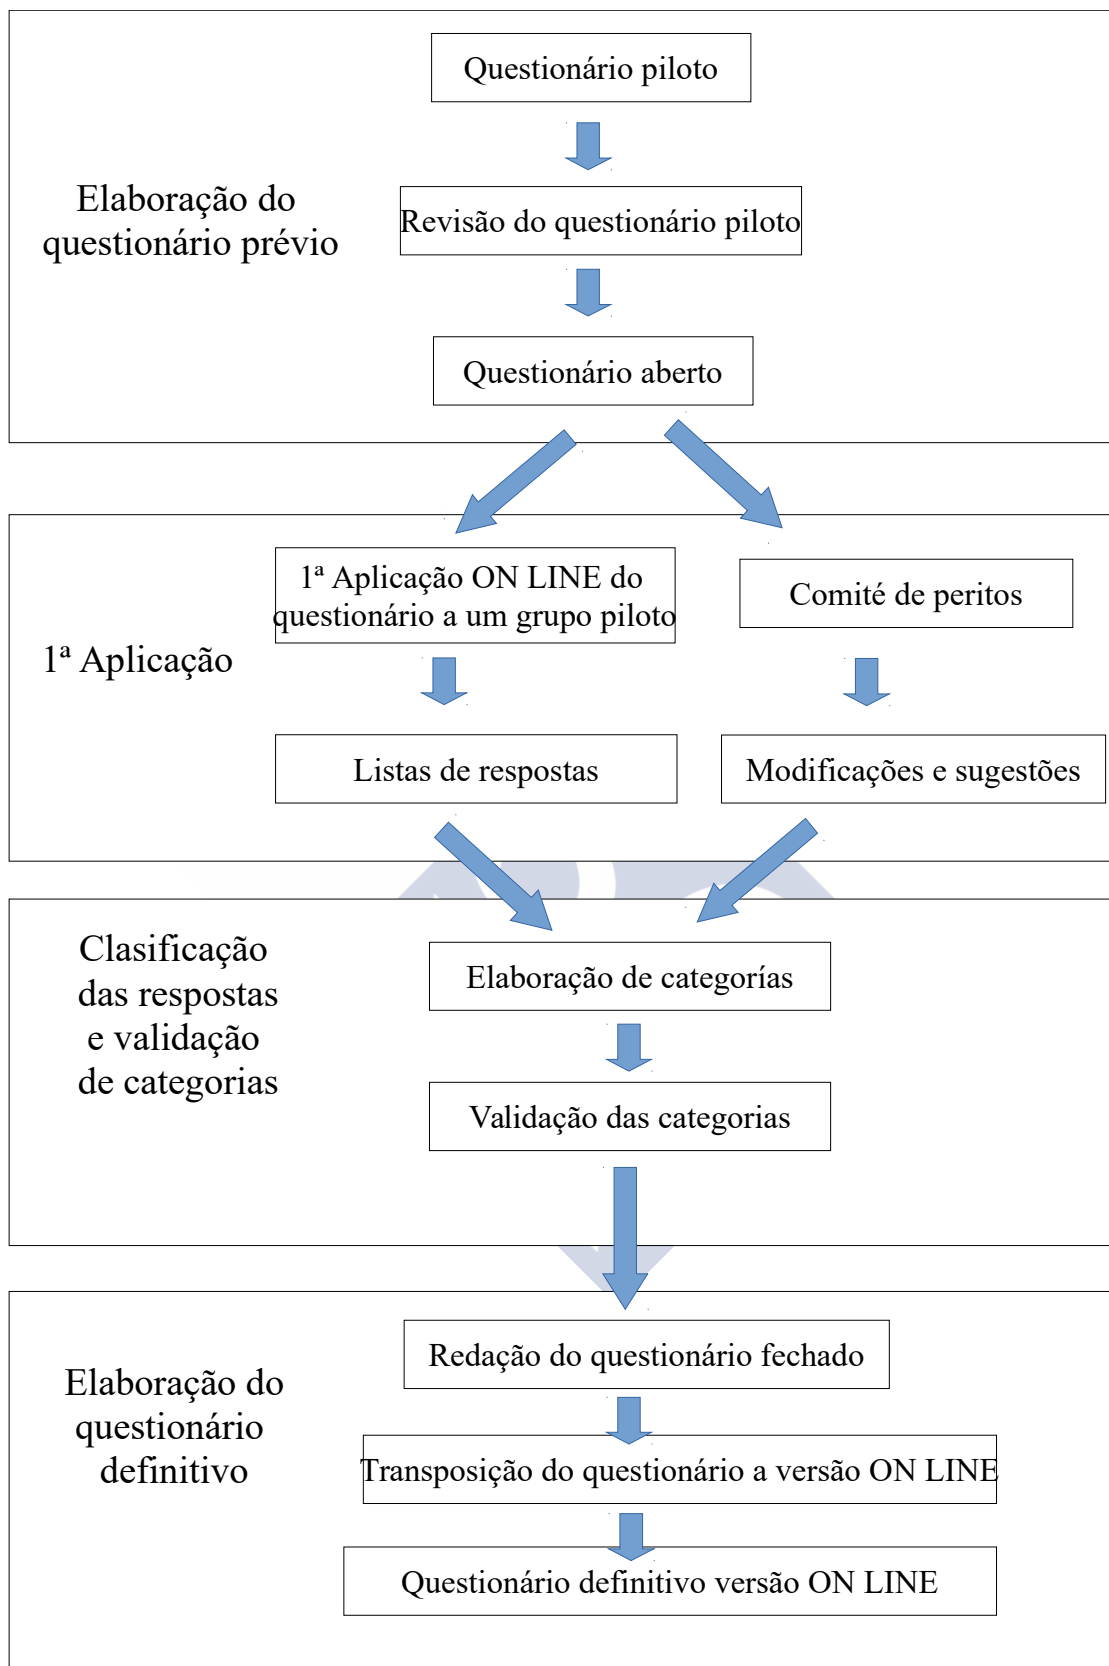 Questionário piloto
Elaboração do
questionário prévio
Revisão do questionário piloto
Questionário aberto
1ª Aplicação
1ª Aplicação ON LINE do
questionário a um grupo piloto
Comité de peritos
Listas de respostas
Modificações e sugestões
Clasificação
das respostas
e validação
de categorias
Elaboração de categorías
Validação das categorias
Elaboração do
questionário
definitivo
Redação do questionário fechado
Transposição do questionário a versão ON LINE
Questionário definitivo versão ON LINE